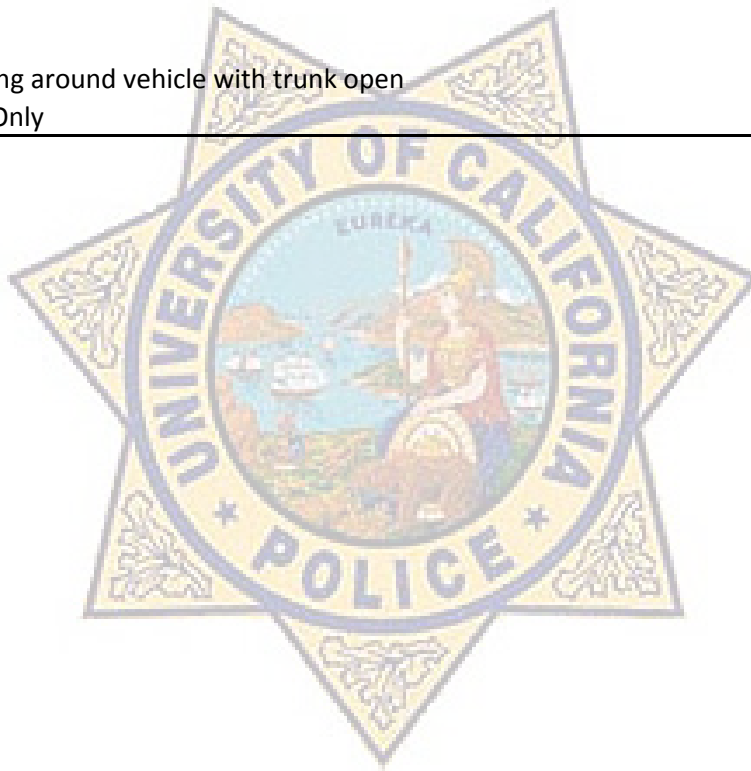 ng around vehicle with trunk open
Only
UNIVERSITY OF CALIFORNIA
EUREKA
POLICE